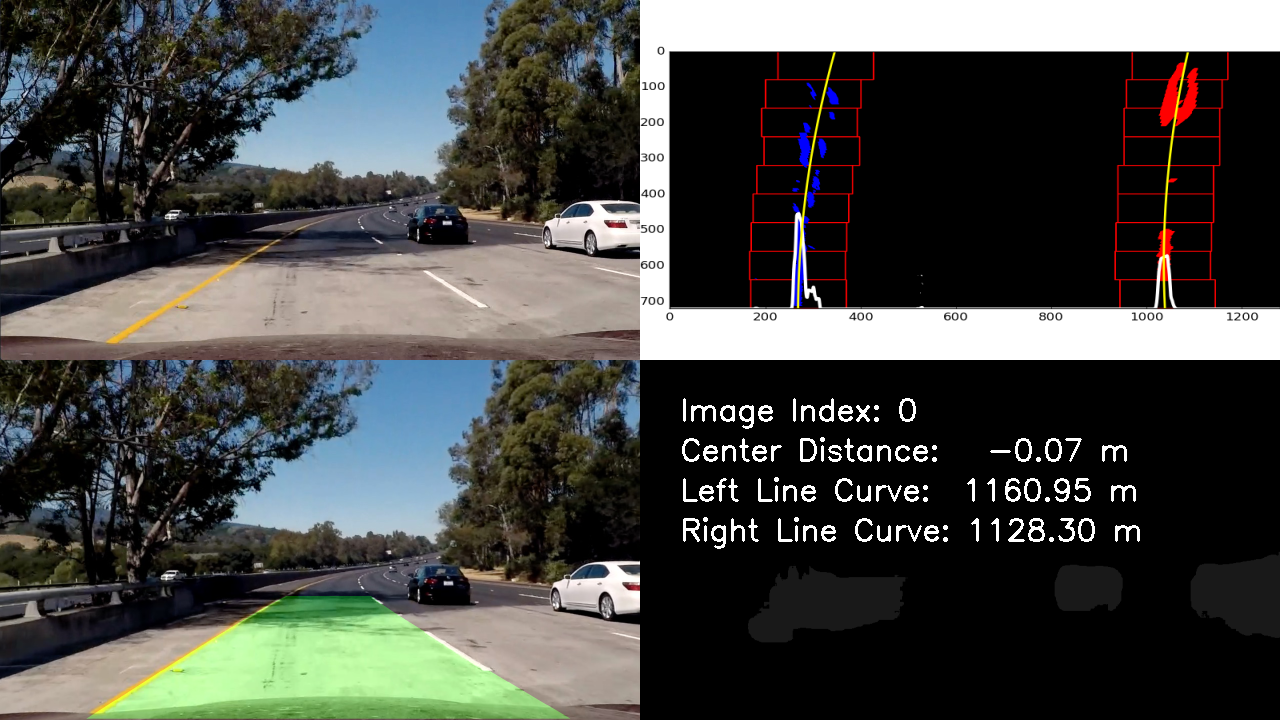 0
100
200
300
400
500
600
700
0 200 400 600 800 1000 1200
Image Index: 0
Center Distance: −0.07 m
Left Line Curve: 1160.95 m
Right Line Curve: 1128.30 m